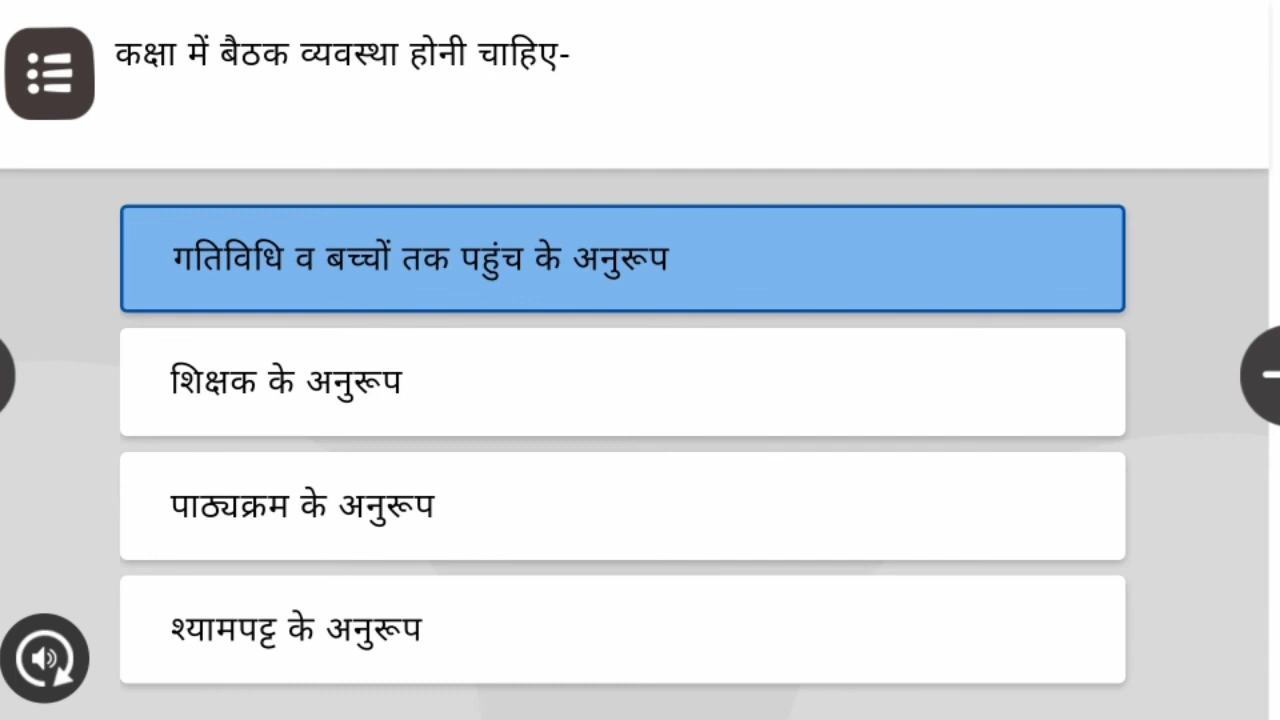 कक्षा में बैठक व्यवस्था होनी चाहिए-
गतिविधि व बच्चों तक पहुंच के अनुरूप
शिक्षक के अनुरूप
पाठ्यक्रम के अनुरूप
श्यामपट्ट के अनुरूप